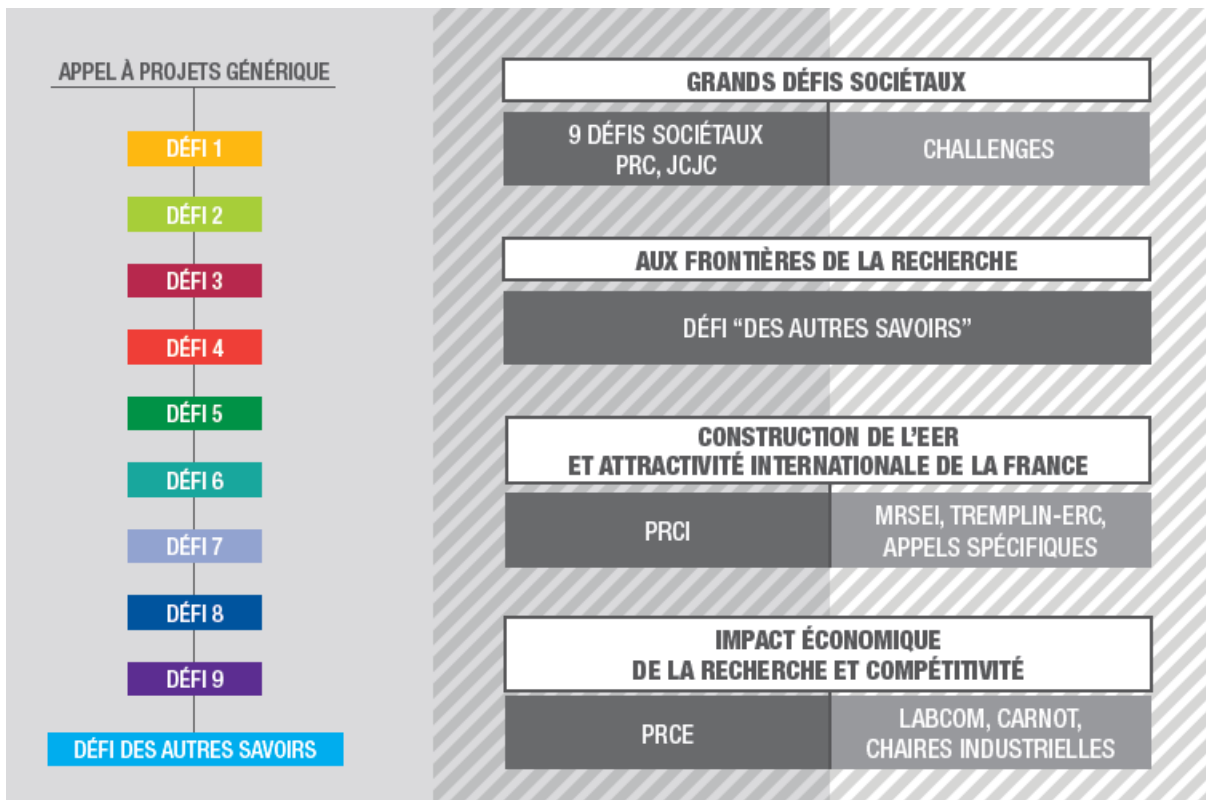 APPEL À PROJETS GÉNÉRIQUE
DÉFI 1
DÉFI 2
DÉFI 3
DÉFI 4
DÉFI 5
DÉFI 6
DÉFI 7
DÉFI 8
DÉFI 9
DÉFI DES AUTRES SAVOIRS
GRANDS DÉFIS SOCIÉTAUX
9 DÉFIS SOCIÉTAUX
PRC, JCJC
CHALLENGES
AUX FRONTIÈRES DE LA RECHERCHE
DÉFI “DES AUTRES SAVOIRS”
CONSTRUCTION DE L’EER
ET ATTRACTIVITÉ INTERNATIONALE DE LA FRANCE
PRCI
MRSEI, TREMPLIN-ERC,
APPELS SPÉCIFIQUES
IMPACT ÉCONOMIQUE
DE LA RECHERCHE ET COMPÉTITIVITÉ
PRCE
LABCOM, CARNOT,
CHAIRES INDUSTRIELLES